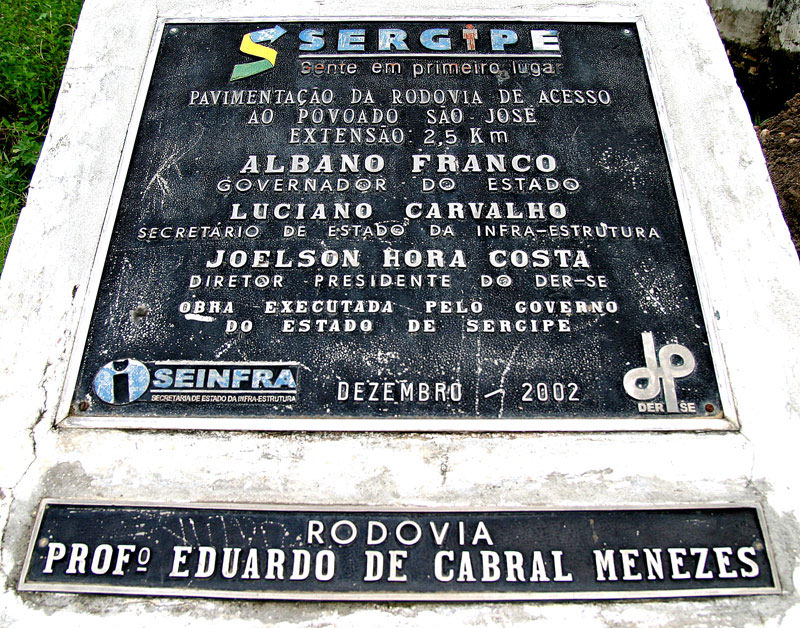 SERGIPE
Gente em primeiro luga
PAVIMENTAÇÃO DA RODOVIA DE ACESSO
AO POVOADO SÃO JOSÉ
EXTENSÃO: 2,5 Km
ALBANO FRANCO
GOVERNADOR DO ESTADO
LUCIANO CARVALHO
SECRETÁRIO DE ESTADO DA INFRA-ESTRUTURA
JOELSON HORA COSTA
DIRETOR PRESIDENTE DO DER-SE
OBRA EXECUTADA PELO GOVERNO
DO ESTADO DE SERGIPE
i SEINFRA
SECRETARIA DE ESTADO DA INFRA-ESTRUTURA
DEZEMBRO - 2002
DER SE
RODOVIA
PROFº EDUARDO DE CABRAL MENEZES